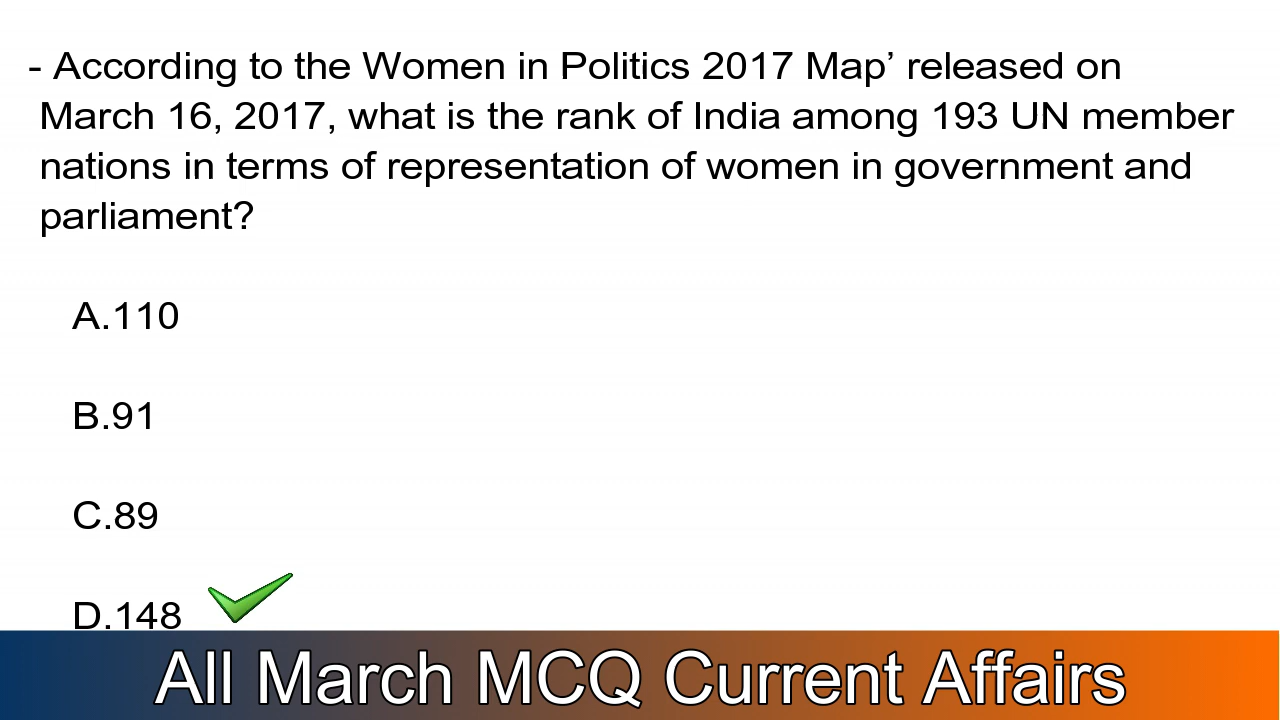 - According to the Women in Politics 2017 Map’ released on
March 16, 2017, what is the rank of India among 193 UN member
nations in terms of representation of women in government and
parliament?
A.110
B.91
C.89
D.148
All March MCQ Current Affairs